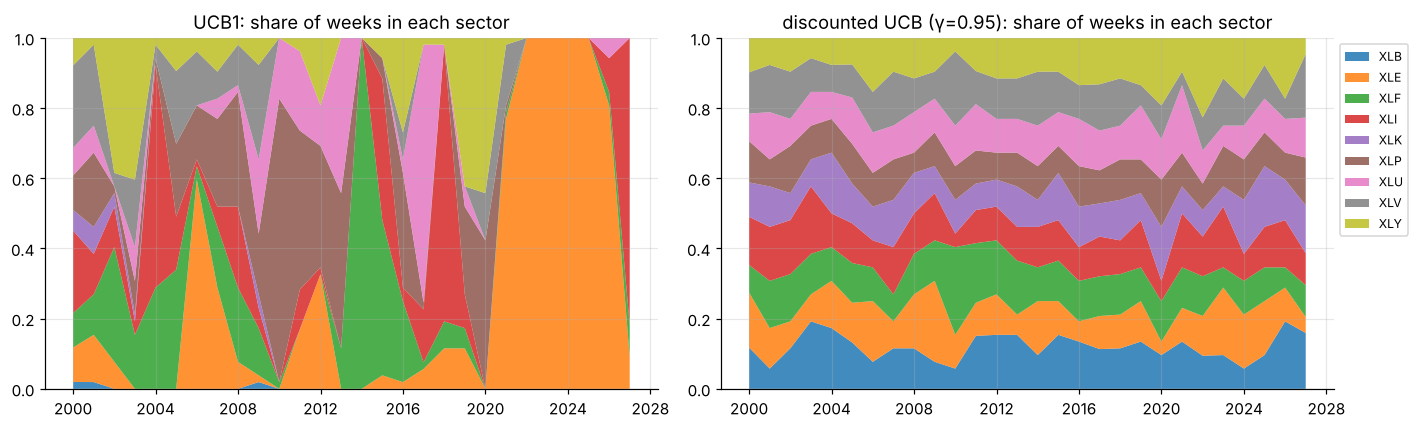 UCB1: share of weeks in each sector
1.0
0.8
0.6
0.4
0.2
0.0
2000 2004 2008 2012 2016 2020 2024 2028
discounted UCB (γ=0.95): share of weeks in each sector
1.0
0.8
0.6
0.4
0.2
0.0
2000 2004 2008 2012 2016 2020 2024 2028
XLB
XLE
XLF
XLI
XLK
XLP
XLU
XLV
XLY